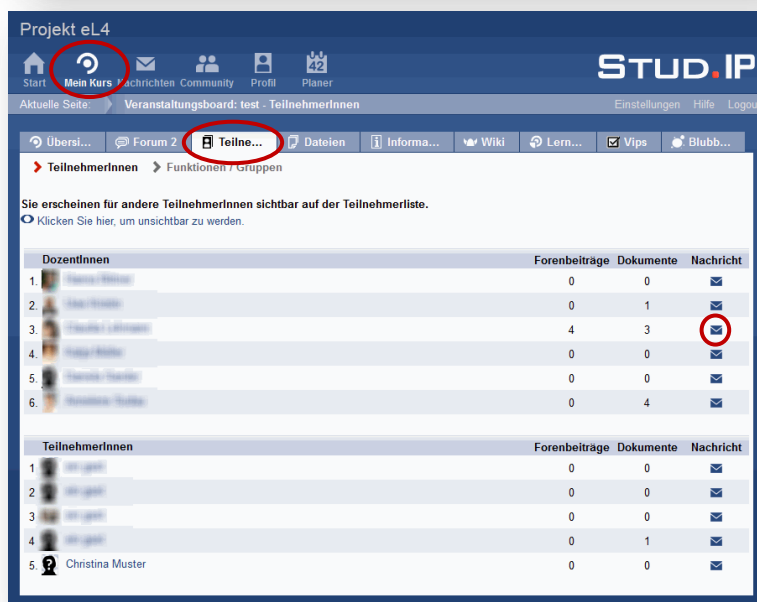 Projekt eL4
Start Mein Kurs Nachrichten Community Profil 42 Planer
STUD.IP
Aktuelle Seite: Veranstaltungsboard: test - TeilnehmerInnen Einstellungen Hilfe Logou
Übersi... Forum 2 Teilne... Dateien Informa... Wiki Lern... Vips Blubb...
TeilnehmerInnen Funktionen / Gruppen
Sie erscheinen für andere TeilnehmerInnen sichtbar auf der Teilnehmerliste.
Klicken Sie hier, um unsichtbar zu werden.
DozentInnen Forenbeiträge Dokumente Nachricht
1. 0 0
2. 0 1
3. 4 3
4. 0 0
5. 0 0
6. 0 4
TeilnehmerInnen Forenbeiträge Dokumente Nachricht
1 0 0
2 0 0
3 0 0
4 0 1
5. Christina Muster 0 0